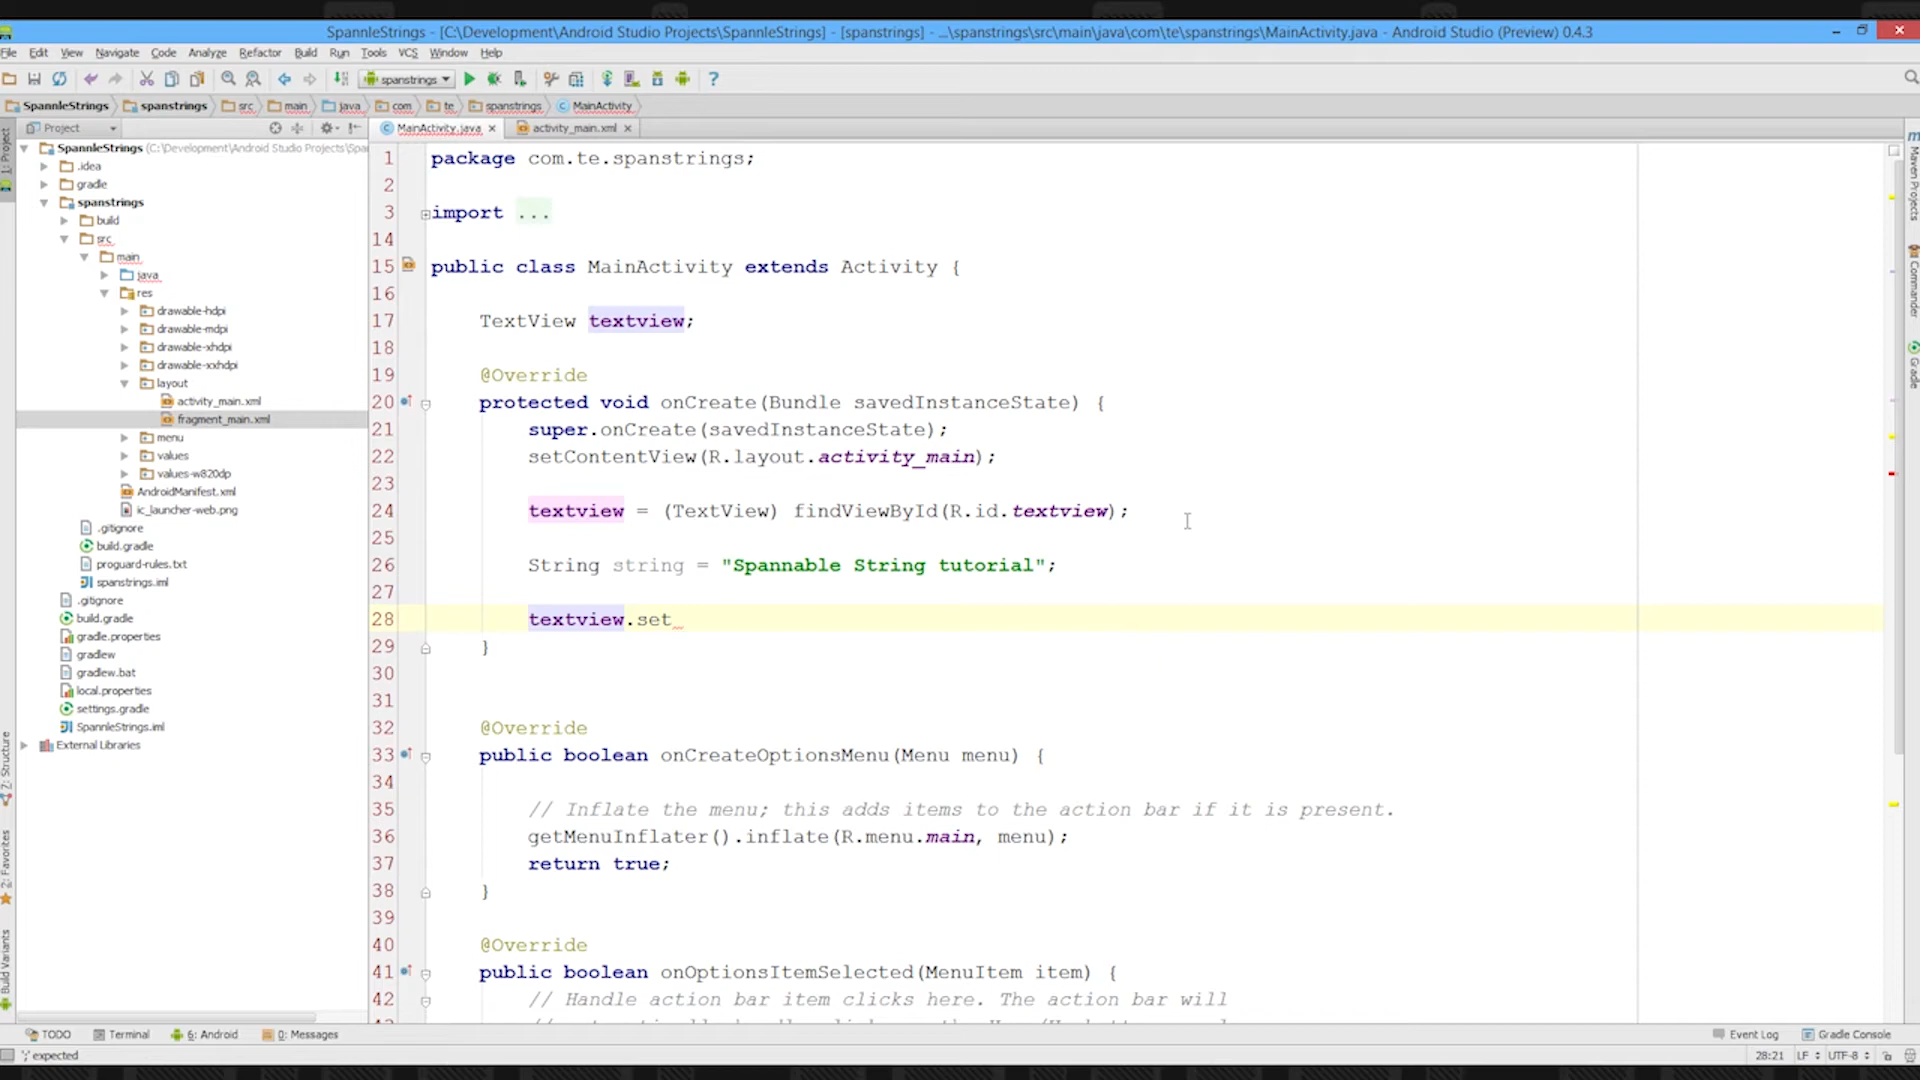 SpannleStrings - [C:\Development\Android Studio Projects\SpannleStrings] - [spanstrings] - ...\spanstrings\src\main\java\com\te\spanstrings\MainActivity.java - Android Studio (Preview) 0.4.3
File Edit View Navigate Code Analyze Refactor Build Run Tools VCS Window Help
spanstrings
SpannleStrings spanstrings src main java com te spanstrings MainActivity
Project
MainActivity.java activity_main.xml
1: Project
SpannleStrings (C:\Development\Android Studio Projects\Spa
.idea
gradle
spanstrings
build
src
main
java
res
drawable-hdpi
drawable-mdpi
drawable-xhdpi
drawable-xxhdpi
layout
activity_main.xml
fragment_main.xml
menu
values
values-w820dp
AndroidManifest.xml
ic_launcher-web.png
.gitignore
build.gradle
proguard-rules.txt
spanstrings.iml
.gitignore
build.gradle
gradle.properties
gradlew
gradlew.bat
local.properties
settings.gradle
SpannleStrings.iml
External Libraries
Z: Structure
2: Favorites
Build Variants
1 package com.te.spanstrings;
2
3 import ...
14
15 public class MainActivity extends Activity {
16
17 TextView textview;
18
19 @Override
20 protected void onCreate(Bundle savedInstanceState) {
21 super.onCreate(savedInstanceState);
22 setContentView(R.layout.activity_main);
23
24 textview = (TextView) findViewById(R.id.textview);
25
26 String string = "Spannable String tutorial";
27
28 textview.set
29 }
30
31
32 @Override
33 public boolean onCreateOptionsMenu(Menu menu) {
34
35 // Inflate the menu; this adds items to the action bar if it is present.
36 getMenuInflater().inflate(R.menu.main, menu);
37 return true;
38 }
39
40 @Override
41 public boolean onOptionsItemSelected(MenuItem item) {
42 // Handle action bar item clicks here. The action bar will
Maven Projects
Commander
Gradle
TODO Terminal 6: Android 0: Messages Event Log Gradle Console
';' expected 28:21 LF UTF-8